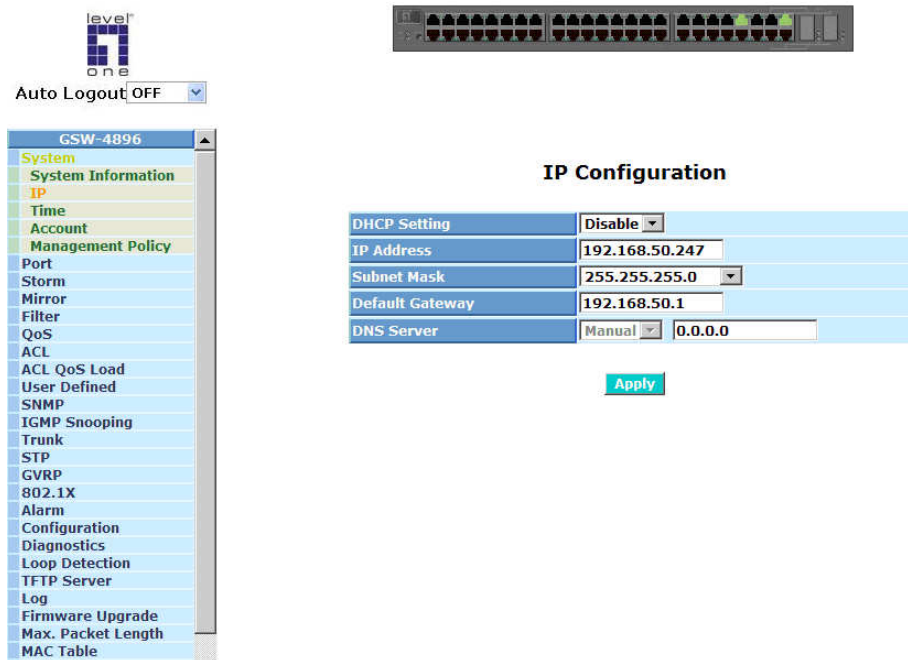 level
one
Auto Logout OFF
GSW-4896
System
System Information
IP
Time
Account
Management Policy
Port
Storm
Mirror
Filter
QoS
ACL
ACL QoS Load
User Defined
SNMP
IGMP Snooping
Trunk
STP
GVRP
802.1X
Alarm
Configuration
Diagnostics
Loop Detection
TFTP Server
Log
Firmware Upgrade
Max. Packet Length
MAC Table
IP Configuration
DHCP Setting Disable
IP Address 192.168.50.247
Subnet Mask 255.255.255.0
Default Gateway 192.168.50.1
DNS Server Manual 0.0.0.0
Apply